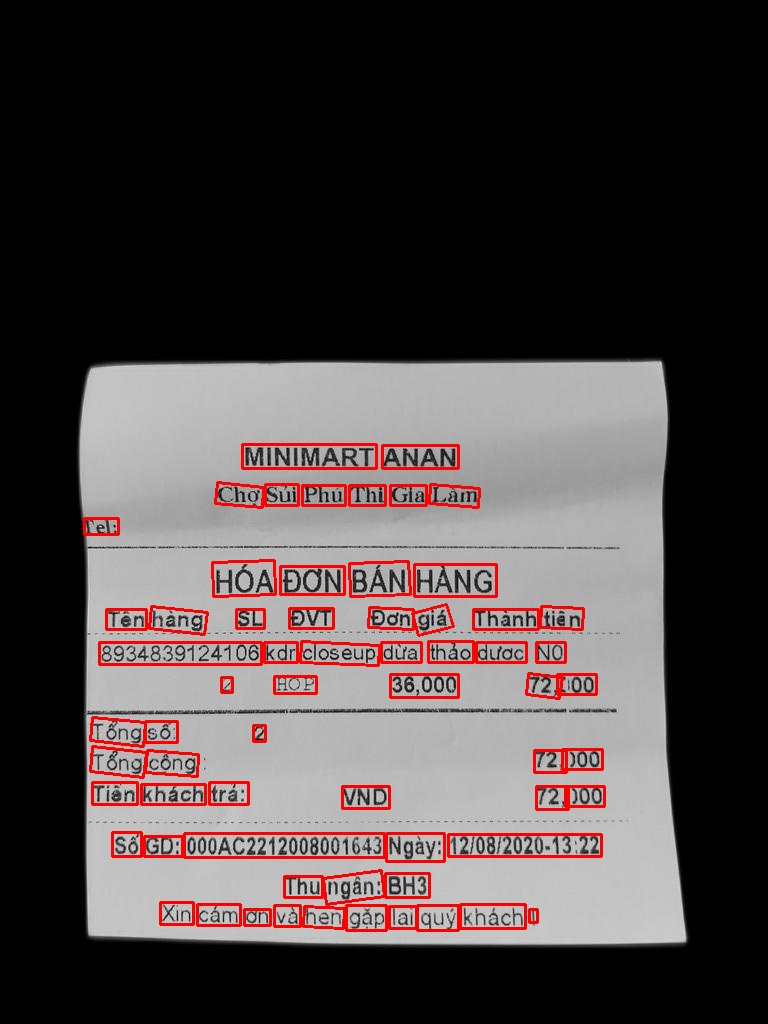 MINIMART ANAN
Chợ Sủi Phú Thị Gia Lâm
Tel:
HÓA ĐƠN BÁN HÀNG
Tên hàng SL ĐVT Đơn giá Thành tiền
8934839124106 kdr closeup dừa thảo dược N0
2 HOP 36,000 72,000
Tổng số: 2
Tổng cộng : 72,000
Tiền khách trả: VND 72,000
Số GD: 000AC2212008001643 Ngày: 12/08/2020-13:22
Thu ngân: BH3
Xin cảm ơn và hẹn gặp lại quý khách !